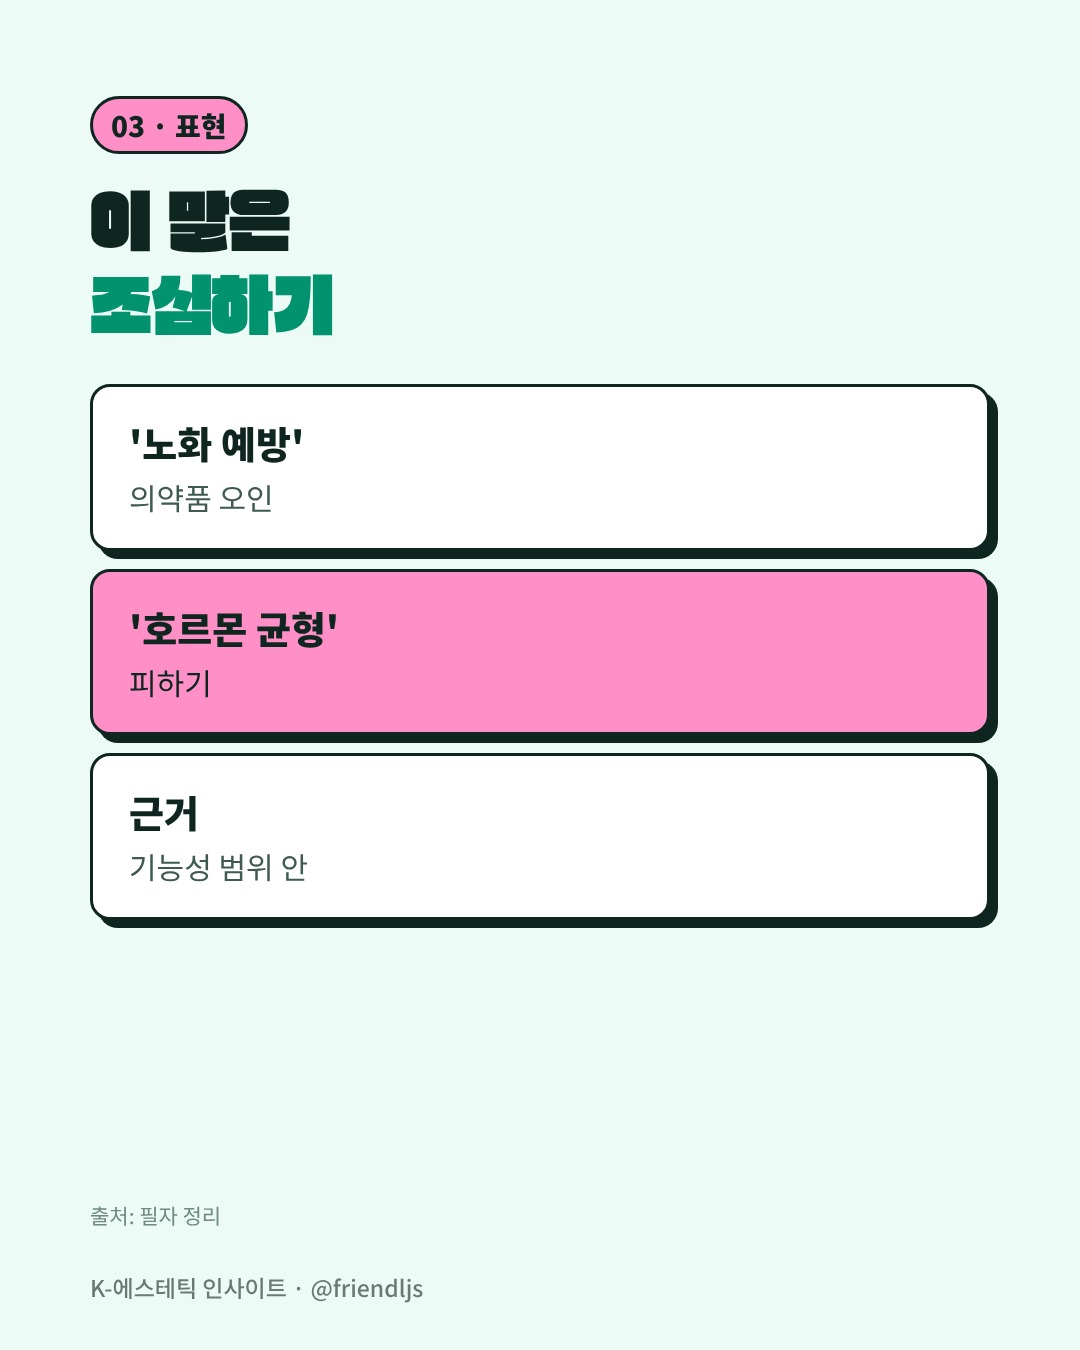 03 · 표현
이 말은
조심하기
'노화 예방'
의약품 오인
'호르몬 균형'
피하기
근거
기능성 범위 안
출처: 필자 정리
K-에스테틱 인사이트 · @friendljs